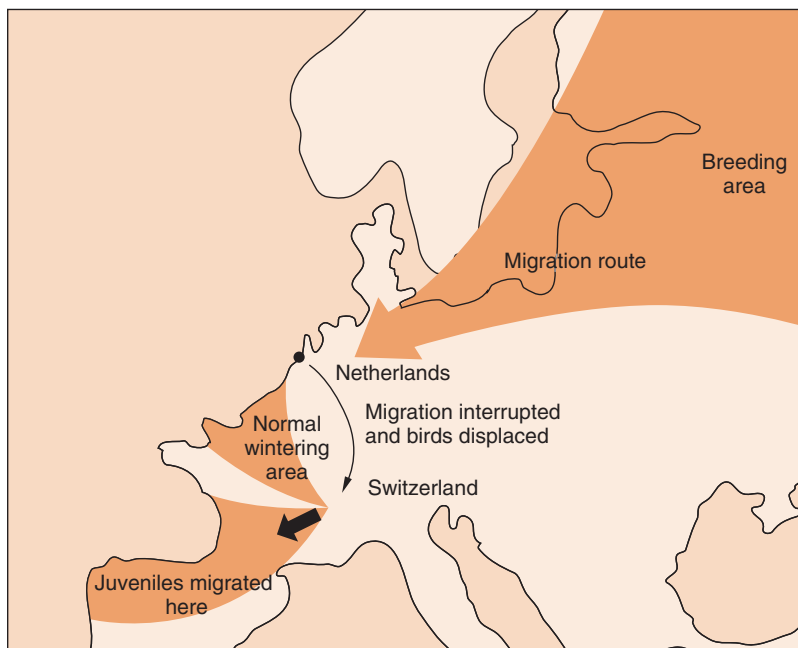 Breeding
area
Migration route
Netherlands
Migration interrupted
and birds displaced
Normal
wintering
area
Switzerland
Juveniles migrated
here